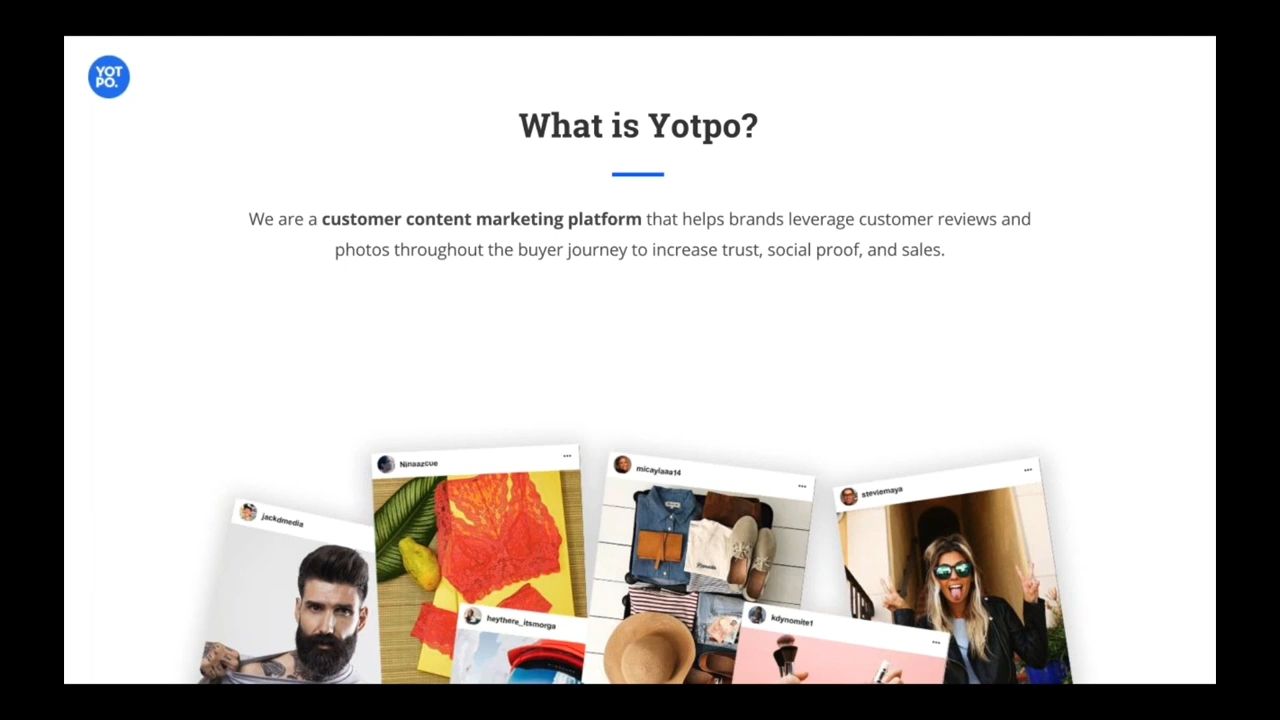 YOT
PO.
What is Yotpo?
We are a customer content marketing platform that helps brands leverage customer reviews and
photos throughout the buyer journey to increase trust, social proof, and sales.
Ninaazcue
micaylaaa14
steviemaya
jackdmedia
heythere_itsmorga
kdynomite1